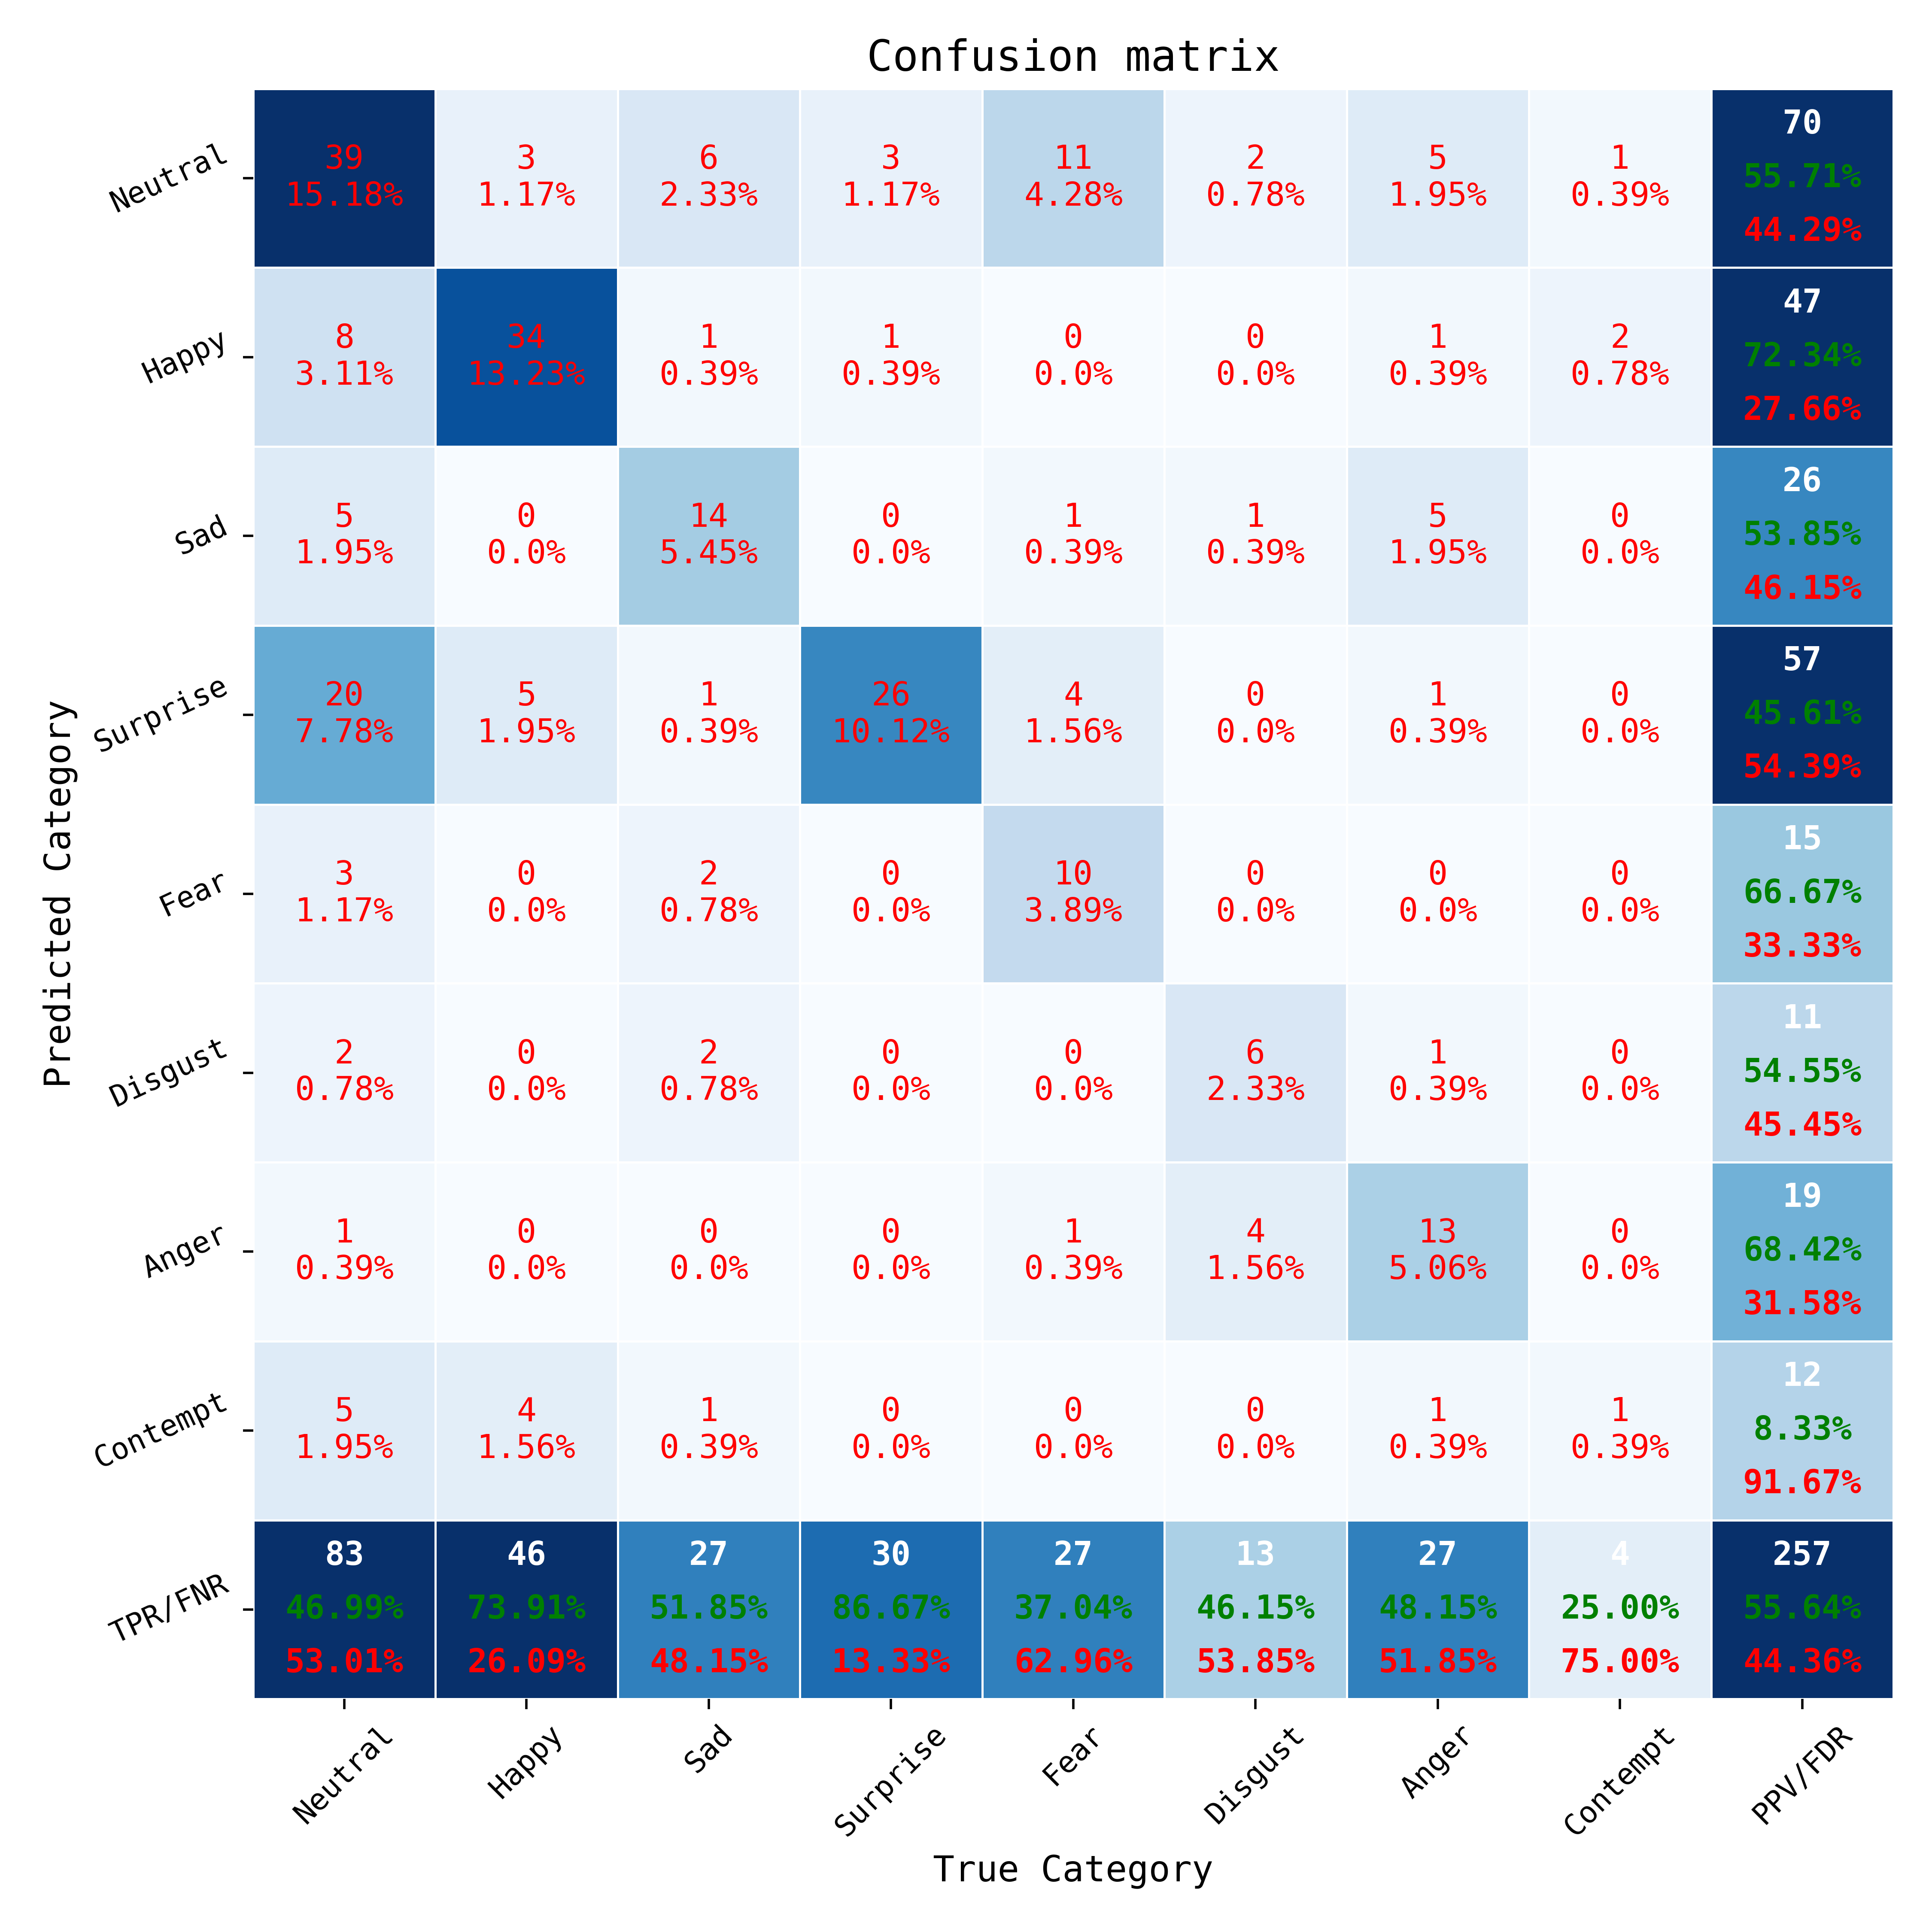 Confusion matrix
Neutral
39 3 6 3 11 2 5 1 70
15.18% 1.17% 2.33% 1.17% 4.28% 0.78% 1.95% 0.39% 55.71%
44.29%
Happy
8 34 1 1 0 0 1 2 47
3.11% 13.23% 0.39% 0.39% 0.0% 0.0% 0.39% 0.78% 72.34%
27.66%
Sad
5 0 14 0 1 1 5 0 26
1.95% 0.0% 5.45% 0.0% 0.39% 0.39% 1.95% 0.0% 53.85%
46.15%
Surprise
20 5 1 26 4 0 1 0 57
7.78% 1.95% 0.39% 10.12% 1.56% 0.0% 0.39% 0.0% 45.61%
54.39%
Fear
3 0 2 0 10 0 0 0 15
1.17% 0.0% 0.78% 0.0% 3.89% 0.0% 0.0% 0.0% 66.67%
33.33%
Disgust
2 0 2 0 0 6 1 0 11
0.78% 0.0% 0.78% 0.0% 0.0% 2.33% 0.39% 0.0% 54.55%
45.45%
Anger
1 0 0 0 1 4 13 0 19
0.39% 0.0% 0.0% 0.0% 0.39% 1.56% 5.06% 0.0% 68.42%
31.58%
Contempt
5 4 1 0 0 0 1 1 12
1.95% 1.56% 0.39% 0.0% 0.0% 0.0% 0.39% 0.39% 8.33%
91.67%
TPR/FNR
83 46 27 30 27 13 27 4 257
46.99% 73.91% 51.85% 86.67% 37.04% 46.15% 48.15% 25.00% 55.64%
53.01% 26.09% 48.15% 13.33% 62.96% 53.85% 51.85% 75.00% 44.36%
Neutral Happy Sad Surprise Fear Disgust Anger Contempt PPV/FDR
True Category
Predicted Category